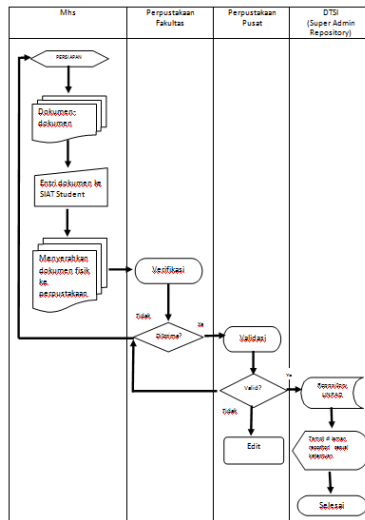 Mhs
Perpustakaan
Fakultas
Perpustakaan
Pusat
DTSI
(Super Admin
Repository)
PERSIAPAN
Dokumen-
dokumen
Entri dokumen ke
SIAT Student
Menyerahkan
dokumen fisik
ke
perpustakaan
Verifikasi
Tidak
Ya
Diterima?
Validasi
Valid?
Ya
Tidak
Edit
Selesai